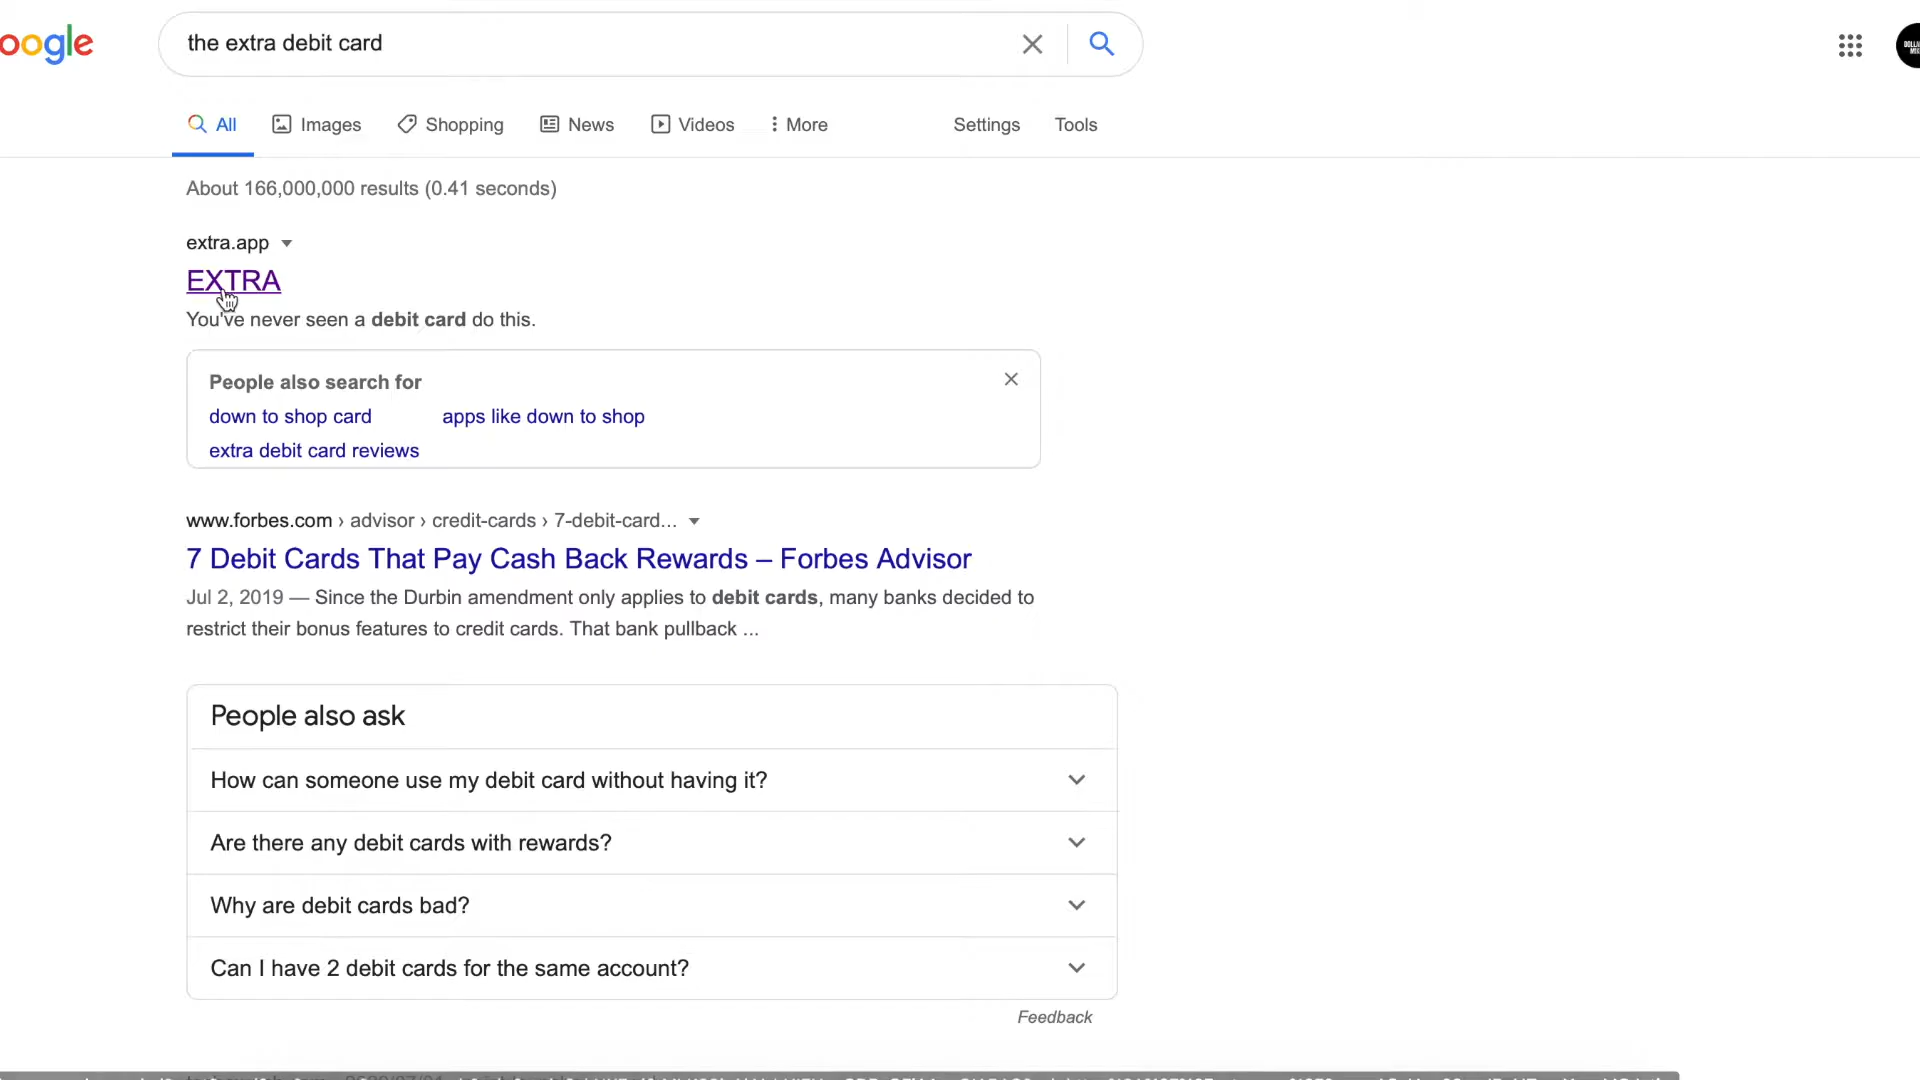 oogle
the extra debit card
All Images Shopping News Videos More Settings Tools
About 166,000,000 results (0.41 seconds)
extra.app
EXTRA
You've never seen a debit card do this.
People also search for
down to shop card apps like down to shop
extra debit card reviews
www.forbes.com › advisor › credit-cards › 7-debit-card...
7 Debit Cards That Pay Cash Back Rewards – Forbes Advisor
Jul 2, 2019 — Since the Durbin amendment only applies to debit cards, many banks decided to
restrict their bonus features to credit cards. That bank pullback ...
People also ask
How can someone use my debit card without having it?
Are there any debit cards with rewards?
Why are debit cards bad?
Can I have 2 debit cards for the same account?
Feedback